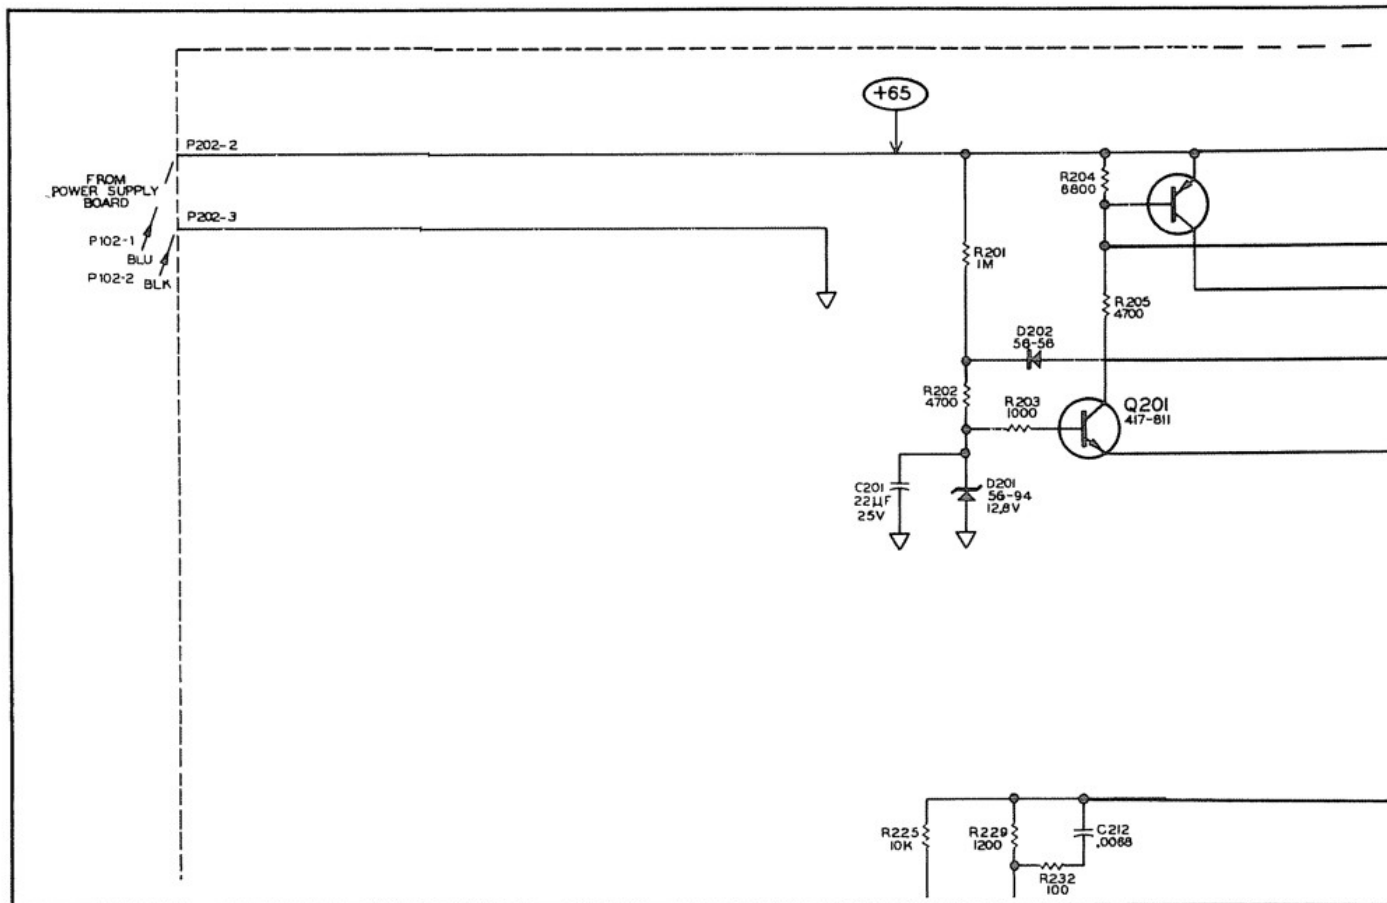 +65
P202-2
FROM
POWER SUPPLY
BOARD
P202-3
P102-1
BLU
P102-2 BLK
R204
6800
R201
1M
R205
4700
D202
56-56
R202
4700
R203
1000
Q201
417-811
C201
22µF
25V
D201
56-94
12.8V
R225
10K
R229
1200
C212
.0068
R232
100